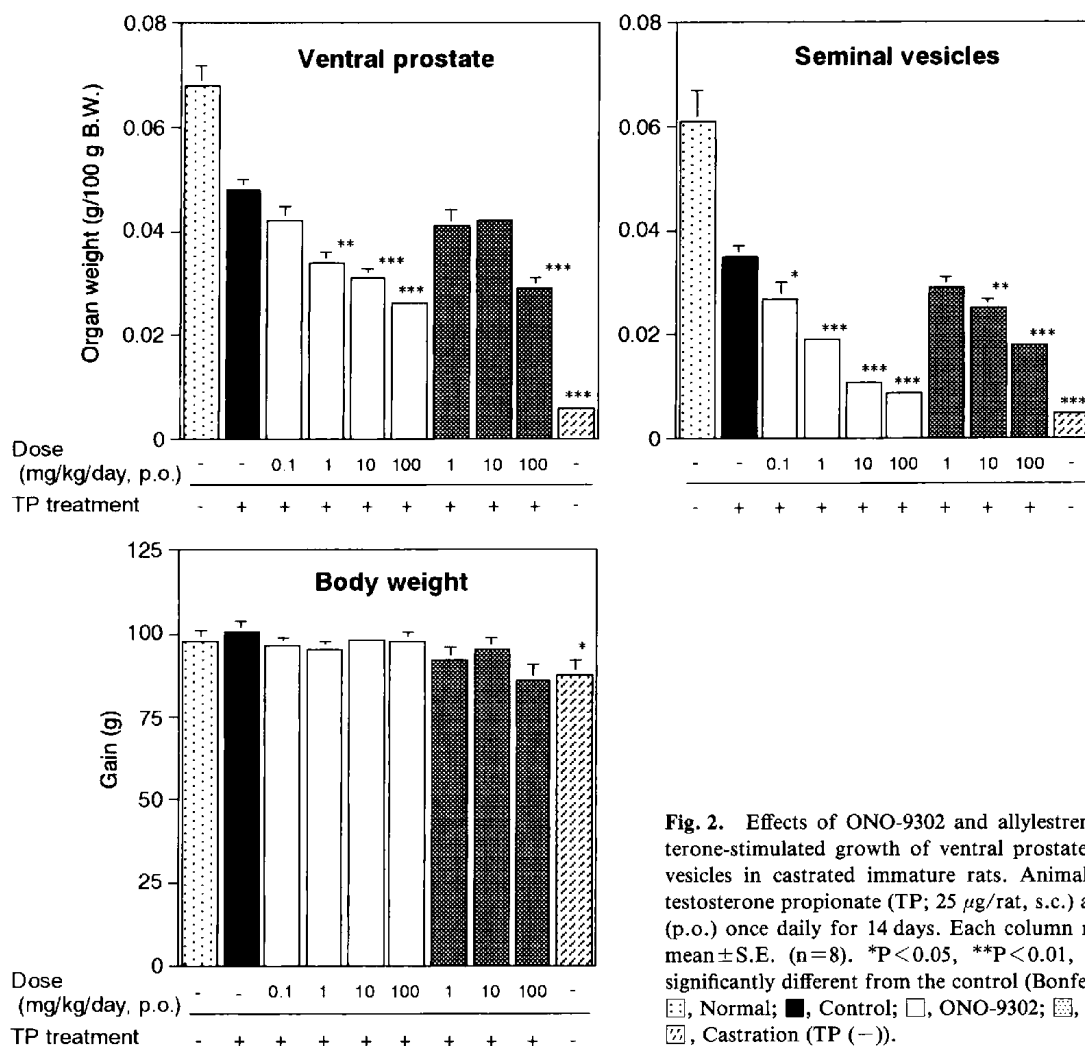 Ventral prostate
Organ weight (g/100 g B.W.)
0.08
0.06
0.04
0.02
0
**
***
***
***
***
Dose
(mg/kg/day, p.o.)
- - 0.1 1 10 100 1 10 100 -
TP treatment
- + + + + + + + + -
Seminal vesicles
0.08
0.06
0.04
0.02
0
*
***
***
***
**
***
***
- - 0.1 1 10 100 1 10 100 -
- + + + + + + + + -
Body weight
Gain (g)
125
100
75
50
25
0
*
Dose
(mg/kg/day, p.o.)
- - 0.1 1 10 100 1 10 100 -
TP treatment
- + + + + + + + + -
Fig. 2. Effects of ONO-9302 and allylestren
terone-stimulated growth of ventral prostate
vesicles in castrated immature rats. Animal
testosterone propionate (TP; 25 μg/rat, s.c.) a
(p.o.) once daily for 14 days. Each column
mean±S.E. (n=8). *P<0.05, **P<0.01,
significantly different from the control (Bonfe
, Normal; ■, Control; □, ONO-9302; ,
, Castration (TP (−)).